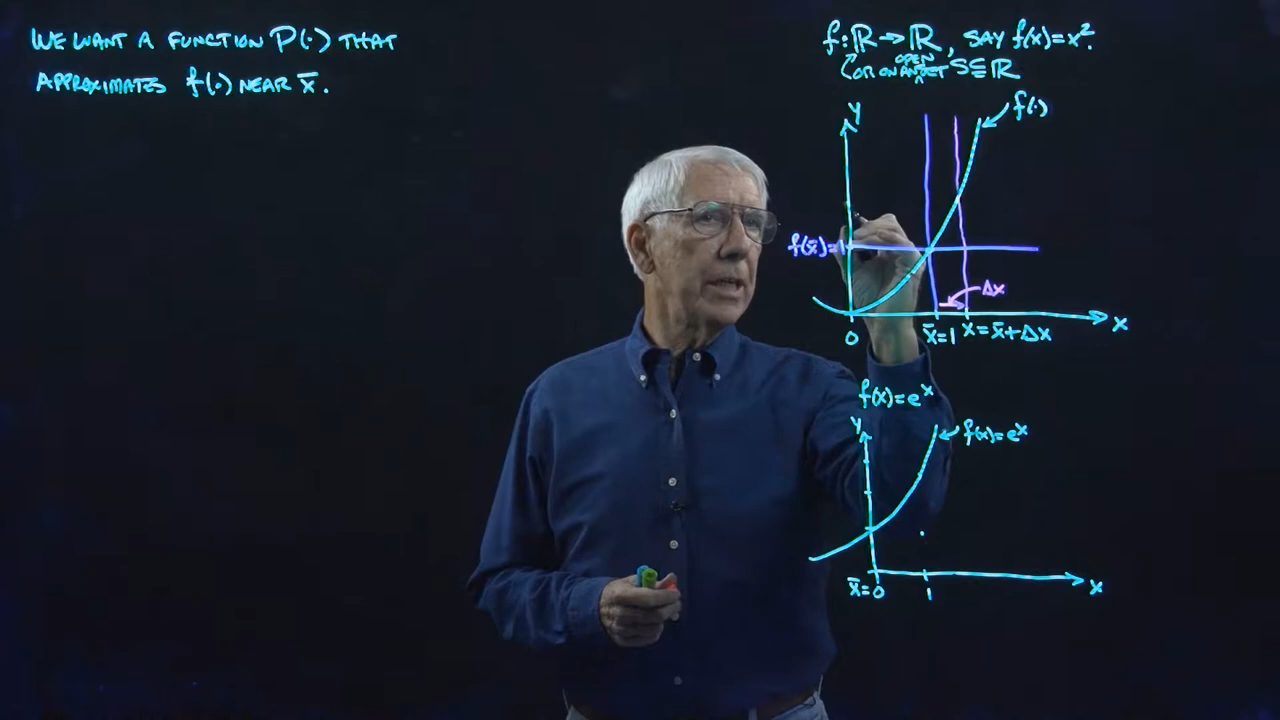 WE WANT A FUNCTION P(·) THAT
APPROXIMATES f(·) NEAR x̄.
f: ℝ → ℝ, SAY f(x) = x².
OR ON AN OPEN SET S ⊆ ℝ
y
f(·)
f(x̄)=1
Δx
0
x̄=1
x=x̄+Δx
x
f(x)=eˣ
y
f(x)=eˣ
x̄=0
1
x